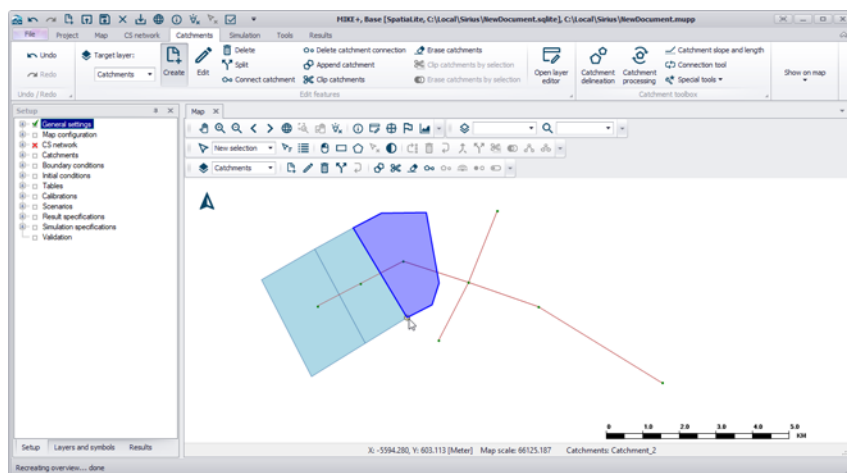 MIKE+, Base [SpatiaLite, C:\Local\Sirius\NewDocument.sqlite], C:\Local\Sirius\NewDocument.mupp
File Project Map CS network Catchments Simulation Tools Results
Undo Target layer: Delete Delete catchment connection Erase catchments Catchment slope and length
Split Append catchment Clip catchments by selection Connection tool
Redo Catchments Create Edit Connect catchment Clip catchments Erase catchments by selection Open layer editor Catchment delineation Catchment processing Special tools Show on map
Undo / Redo Edit features Catchment toolbox
Setup Map
General settings
Map configuration
CS network
Catchments
Boundary conditions
Initial conditions
Tables
Calibrations
Scenarios
Result specifications
Simulation specifications
Validation
New selection
Catchments
0 1.0 2.0 3.0 4.0 5.0
KM
Setup Layers and symbols Results
X: -5594.280, Y: 603.113 [Meter] Map scale: 66125.187 Catchments: Catchment_2
Recreating overview... done